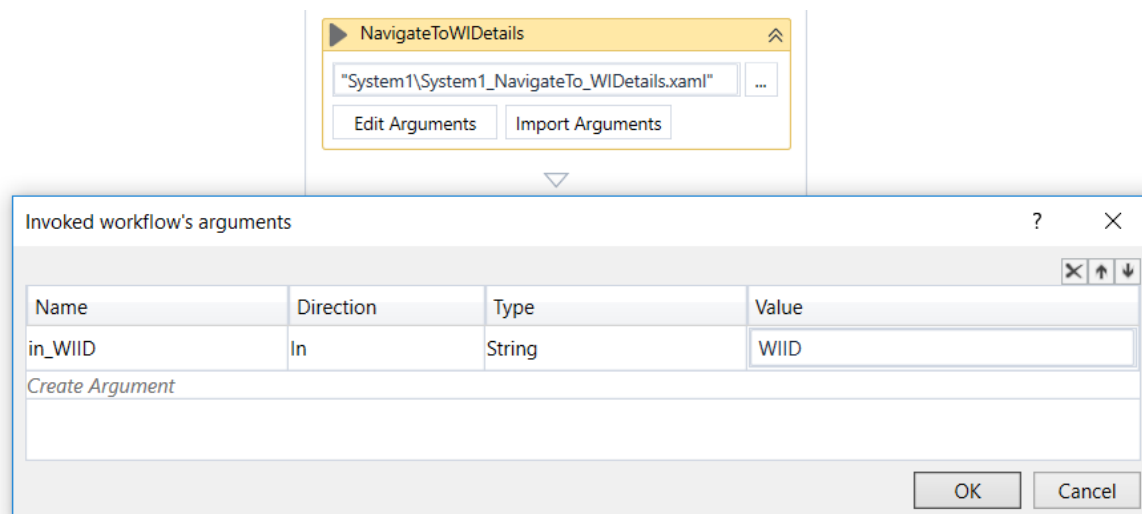 NavigateToWIDetails
"System1\System1_NavigateTo_WIDetails.xaml" ...
Edit Arguments Import Arguments
Invoked workflow's arguments ?
Name Direction Type Value
in_WIID In String WIID
Create Argument
OK Cancel